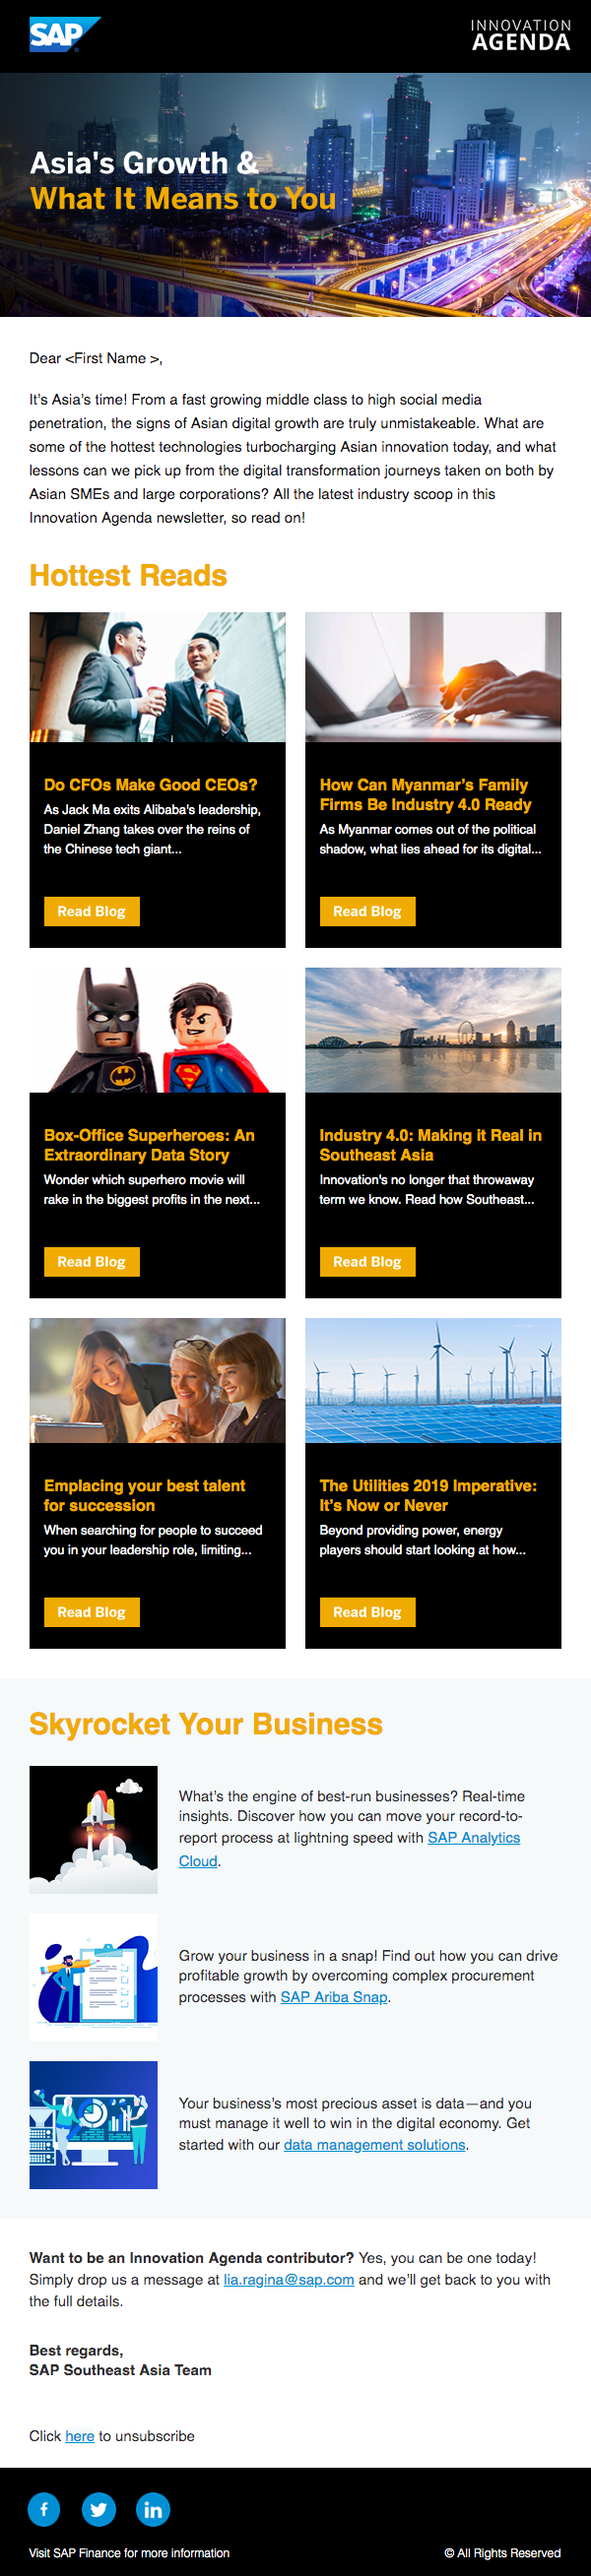 SAP
INNOVATION
AGENDA
Asia's Growth &
What It Means to You
Dear <First Name >,
It's Asia's time! From a fast growing middle class to high social media
penetration, the signs of Asian digital growth are truly unmistakeable. What are
some of the hottest technologies turbocharging Asian innovation today, and what
lessons can we pick up from the digital transformation journeys taken on both by
Asian SMEs and large corporations? All the latest industry scoop in this
Innovation Agenda newsletter, so read on!
Hottest Reads
Do CFOs Make Good CEOs?
As Jack Ma exits Alibaba's leadership,
Daniel Zhang takes over the reins of
the Chinese tech giant...
Read Blog
How Can Myanmar's Family
Firms Be Industry 4.0 Ready
As Myanmar comes out of the political
shadow, what lies ahead for its digital...
Read Blog
Box-Office Superheroes: An
Extraordinary Data Story
Wonder which superhero movie will
rake in the biggest profits in the next...
Read Blog
Industry 4.0: Making it Real in
Southeast Asia
Innovation's no longer that throwaway
term we know. Read how Southeast...
Read Blog
Emplacing your best talent
for succession
When searching for people to succeed
you in your leadership role, limiting...
Read Blog
The Utilities 2019 Imperative:
It's Now or Never
Beyond providing power, energy
players should start looking at how...
Read Blog
Skyrocket Your Business
What's the engine of best-run businesses? Real-time
insights. Discover how you can move your record-to-
report process at lightning speed with SAP Analytics
Cloud.
Grow your business in a snap! Find out how you can drive
profitable growth by overcoming complex procurement
processes with SAP Ariba Snap.
Your business's most precious asset is data—and you
must manage it well to win in the digital economy. Get
started with our data management solutions.
Want to be an Innovation Agenda contributor? Yes, you can be one today!
Simply drop us a message at lia.ragina@sap.com and we'll get back to you with
the full details.
Best regards,
SAP Southeast Asia Team
Click here to unsubscribe
Visit SAP Finance for more information
© All Rights Reserved